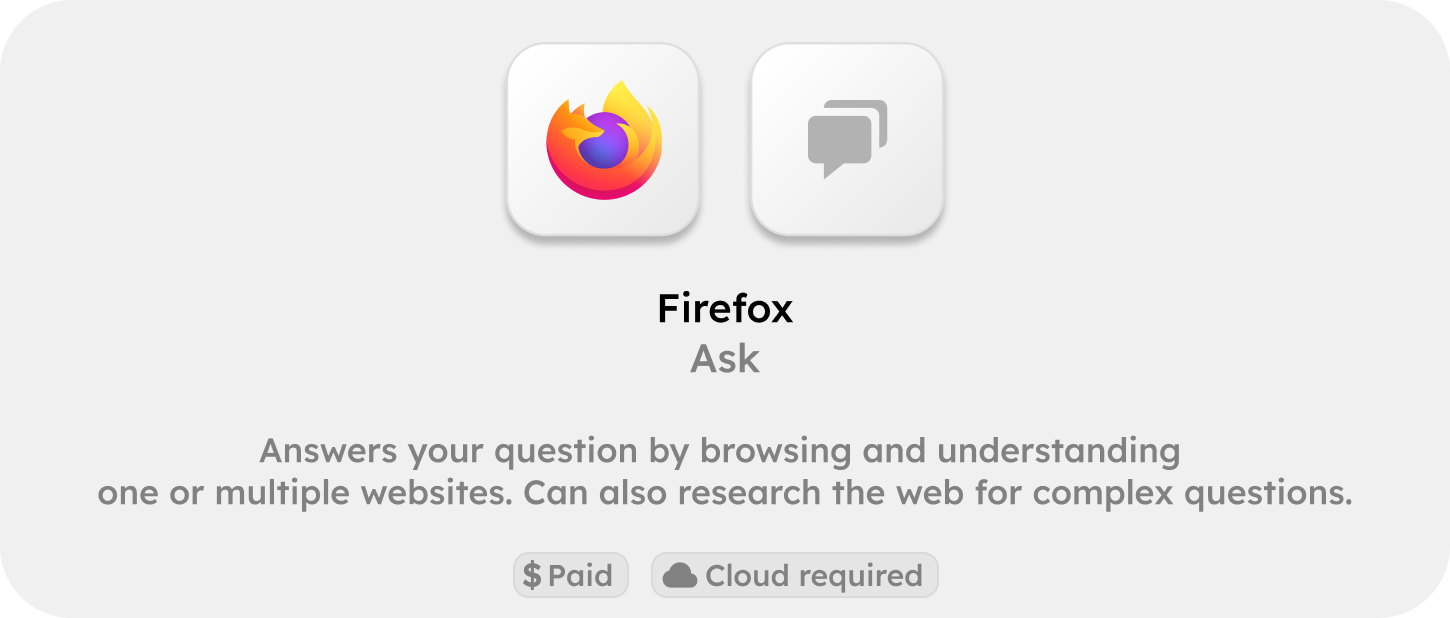 Firefox
Ask
Answers your question by browsing and understanding
one or multiple websites. Can also research the web for complex questions.
$ Paid
Cloud required